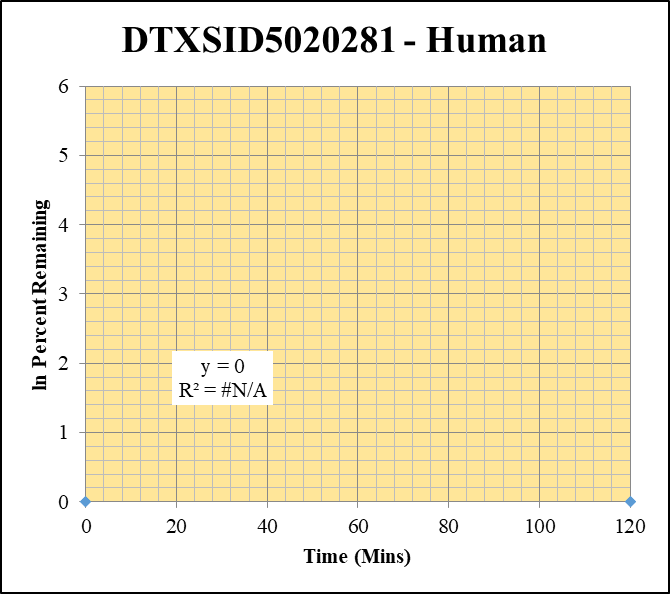 DTXSID5020281 - Human
6
5
4
3
2
1
0
ln Percent Remaining
y = 0
R² = #N/A
0 20 40 60 80 100 120
Time (Mins)